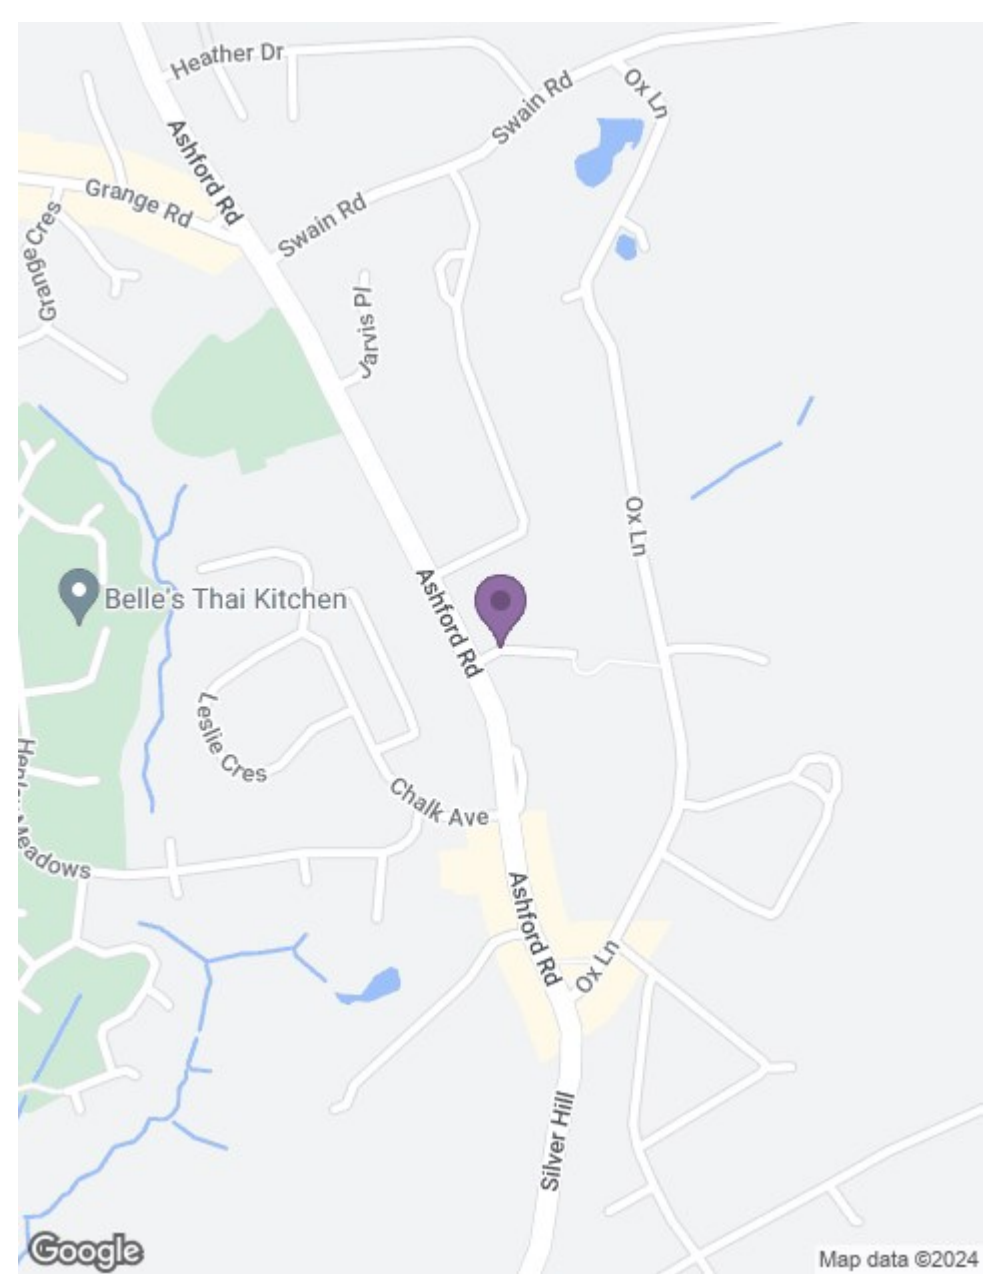 Heather Dr
Swain Rd
Ox Ln
Ashford Rd
Grange Rd
Grange Cres
Swain Rd
Jarvis Pl
Ox Ln
Belle's Thai Kitchen
Ashford Rd
Leslie Cres
Henley Meadows
Chalk Ave
Ashford Rd
Ox Ln
Silver Hill
Google
Map data ©2024